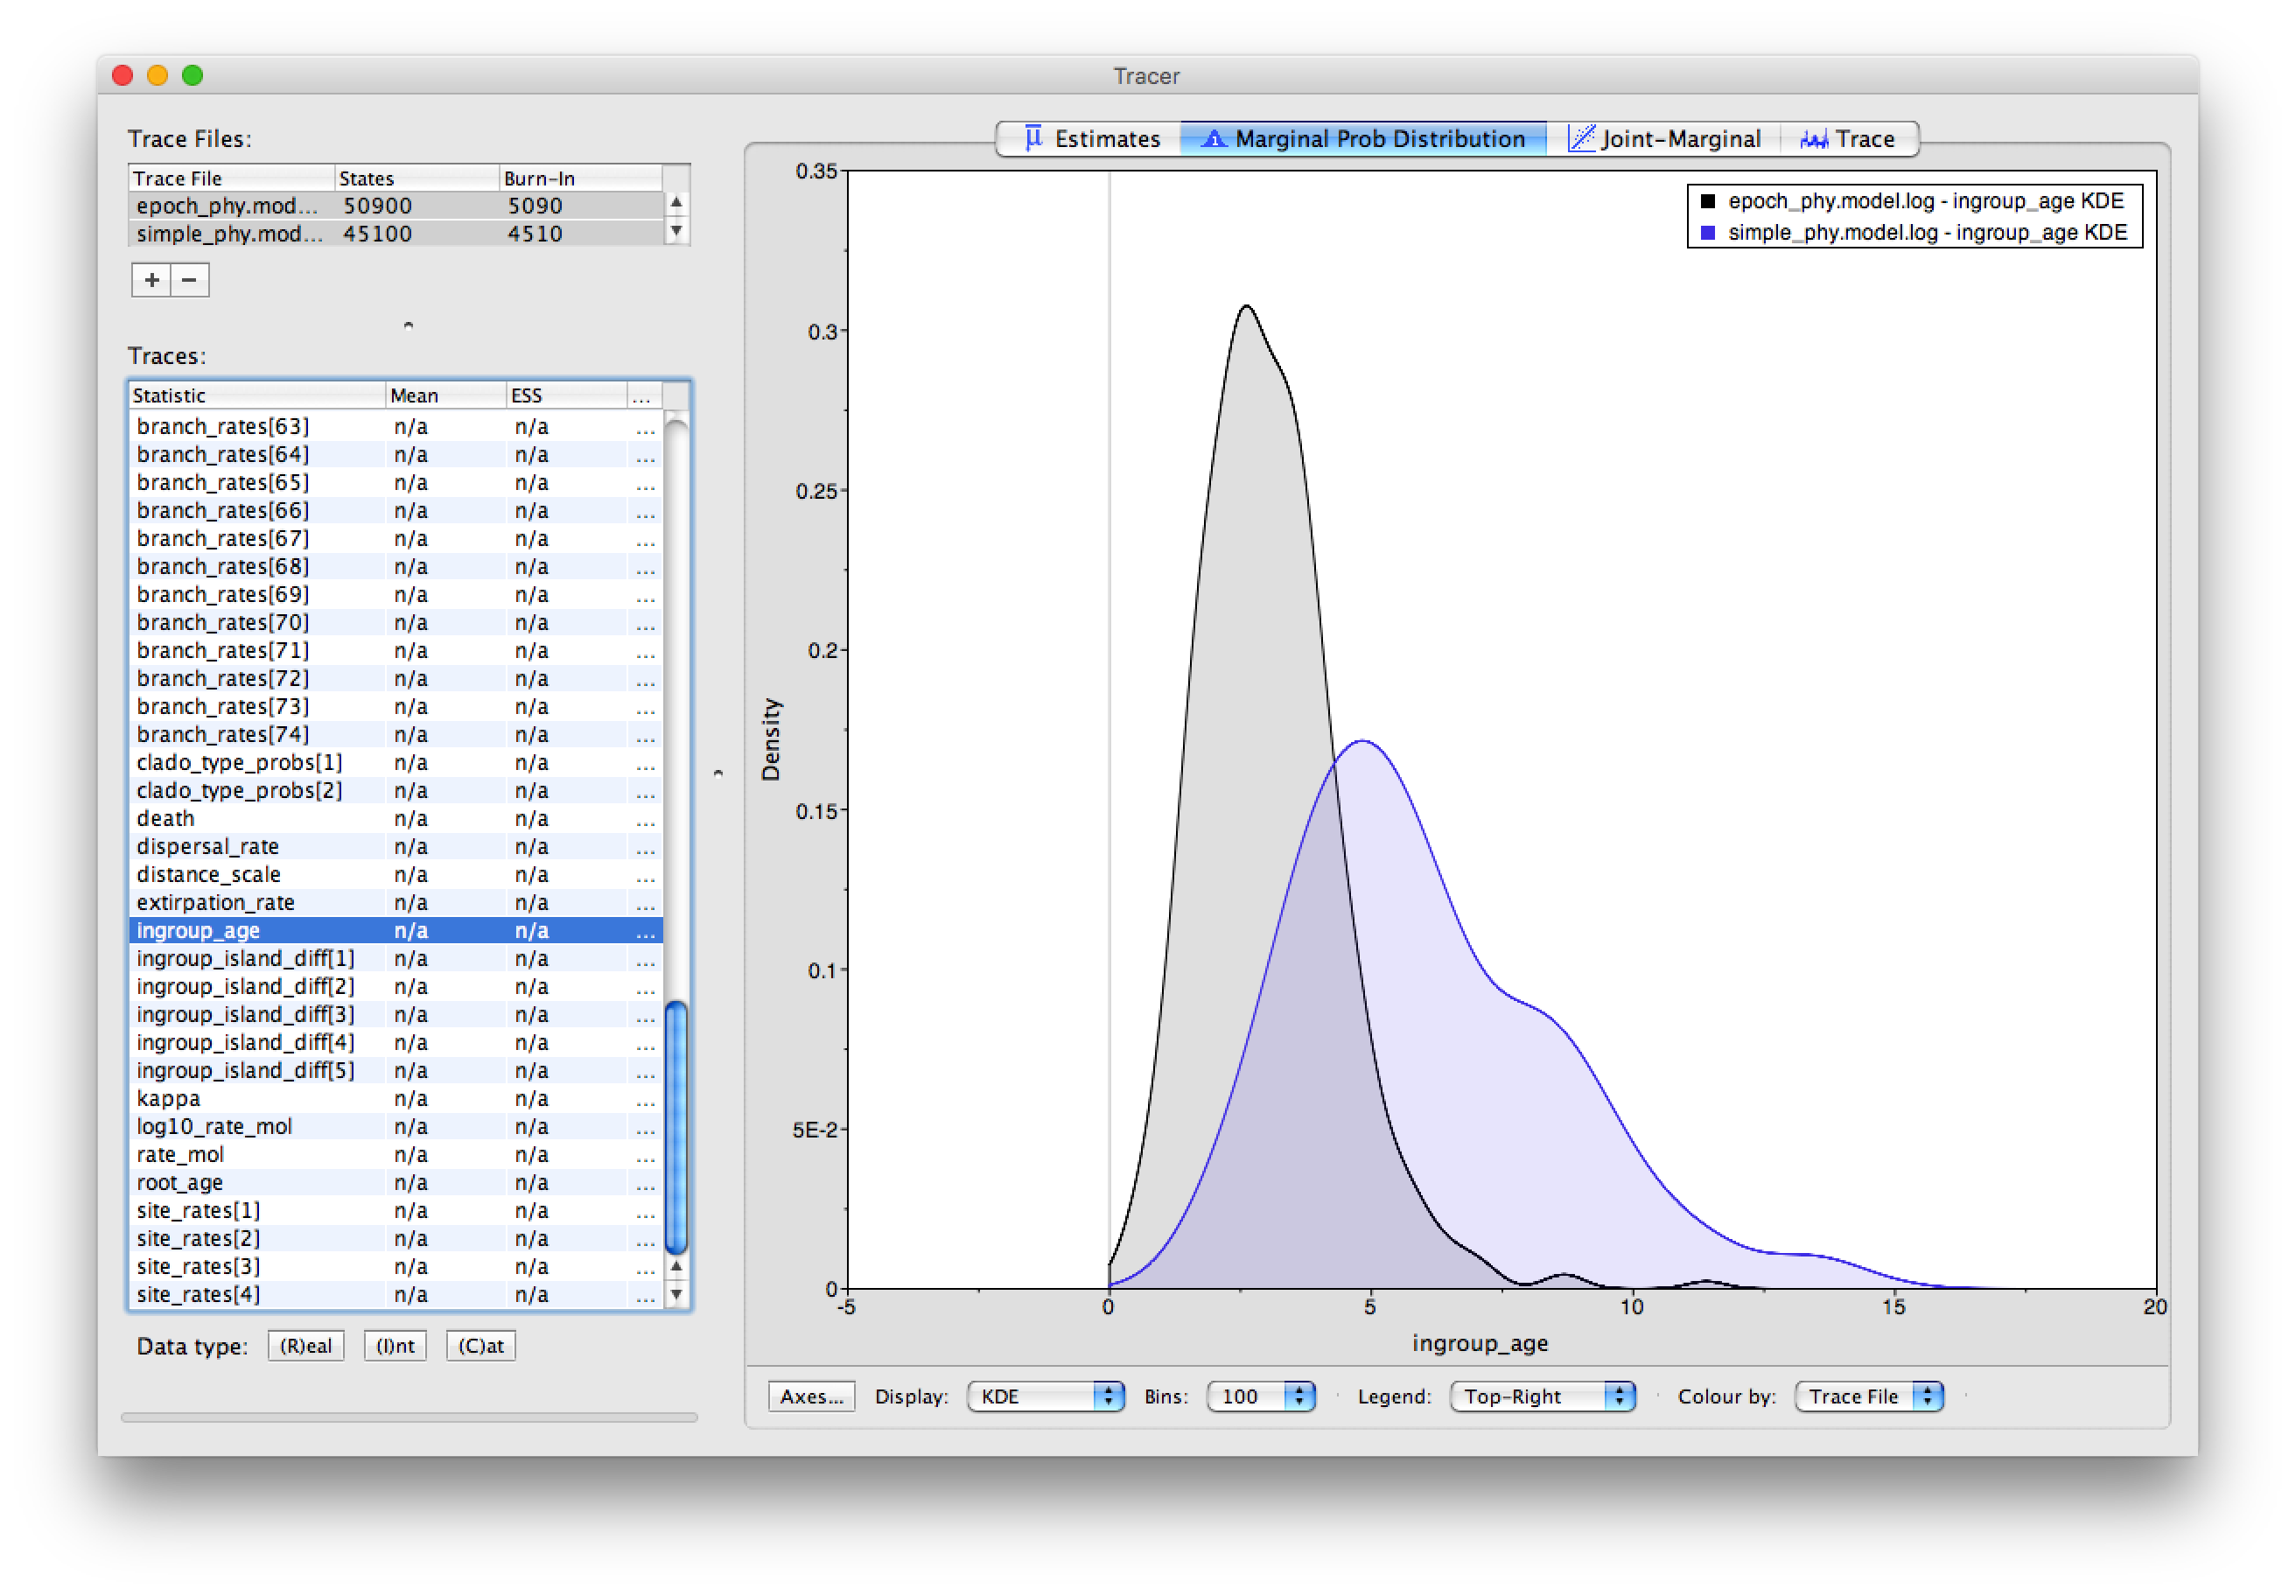 Tracer
Trace Files:
Trace File States Burn-In
epoch_phy.mod... 50900 5090
simple_phy.mod... 45100 4510
+ −
Traces:
Statistic Mean ESS ...
branch_rates[63] n/a n/a ...
branch_rates[64] n/a n/a ...
branch_rates[65] n/a n/a ...
branch_rates[66] n/a n/a ...
branch_rates[67] n/a n/a ...
branch_rates[68] n/a n/a ...
branch_rates[69] n/a n/a ...
branch_rates[70] n/a n/a ...
branch_rates[71] n/a n/a ...
branch_rates[72] n/a n/a ...
branch_rates[73] n/a n/a ...
branch_rates[74] n/a n/a ...
clado_type_probs[1] n/a n/a ...
clado_type_probs[2] n/a n/a ...
death n/a n/a ...
dispersal_rate n/a n/a ...
distance_scale n/a n/a ...
extirpation_rate n/a n/a ...
ingroup_age n/a n/a ...
ingroup_island_diff[1] n/a n/a ...
ingroup_island_diff[2] n/a n/a ...
ingroup_island_diff[3] n/a n/a ...
ingroup_island_diff[4] n/a n/a ...
ingroup_island_diff[5] n/a n/a ...
kappa n/a n/a ...
log10_rate_mol n/a n/a ...
rate_mol n/a n/a ...
root_age n/a n/a ...
site_rates[1] n/a n/a ...
site_rates[2] n/a n/a ...
site_rates[3] n/a n/a ...
site_rates[4] n/a n/a ...
Data type: (R)eal (I)nt (C)at
μ Estimates Marginal Prob Distribution Joint-Marginal Trace
epoch_phy.model.log - ingroup_age KDE
simple_phy.model.log - ingroup_age KDE
0.35
0.3
0.25
0.2
0.15
0.1
5E-2
0
Density
-5 0 5 10 15 20
ingroup_age
Axes... Display: KDE Bins: 100 Legend: Top-Right Colour by: Trace File